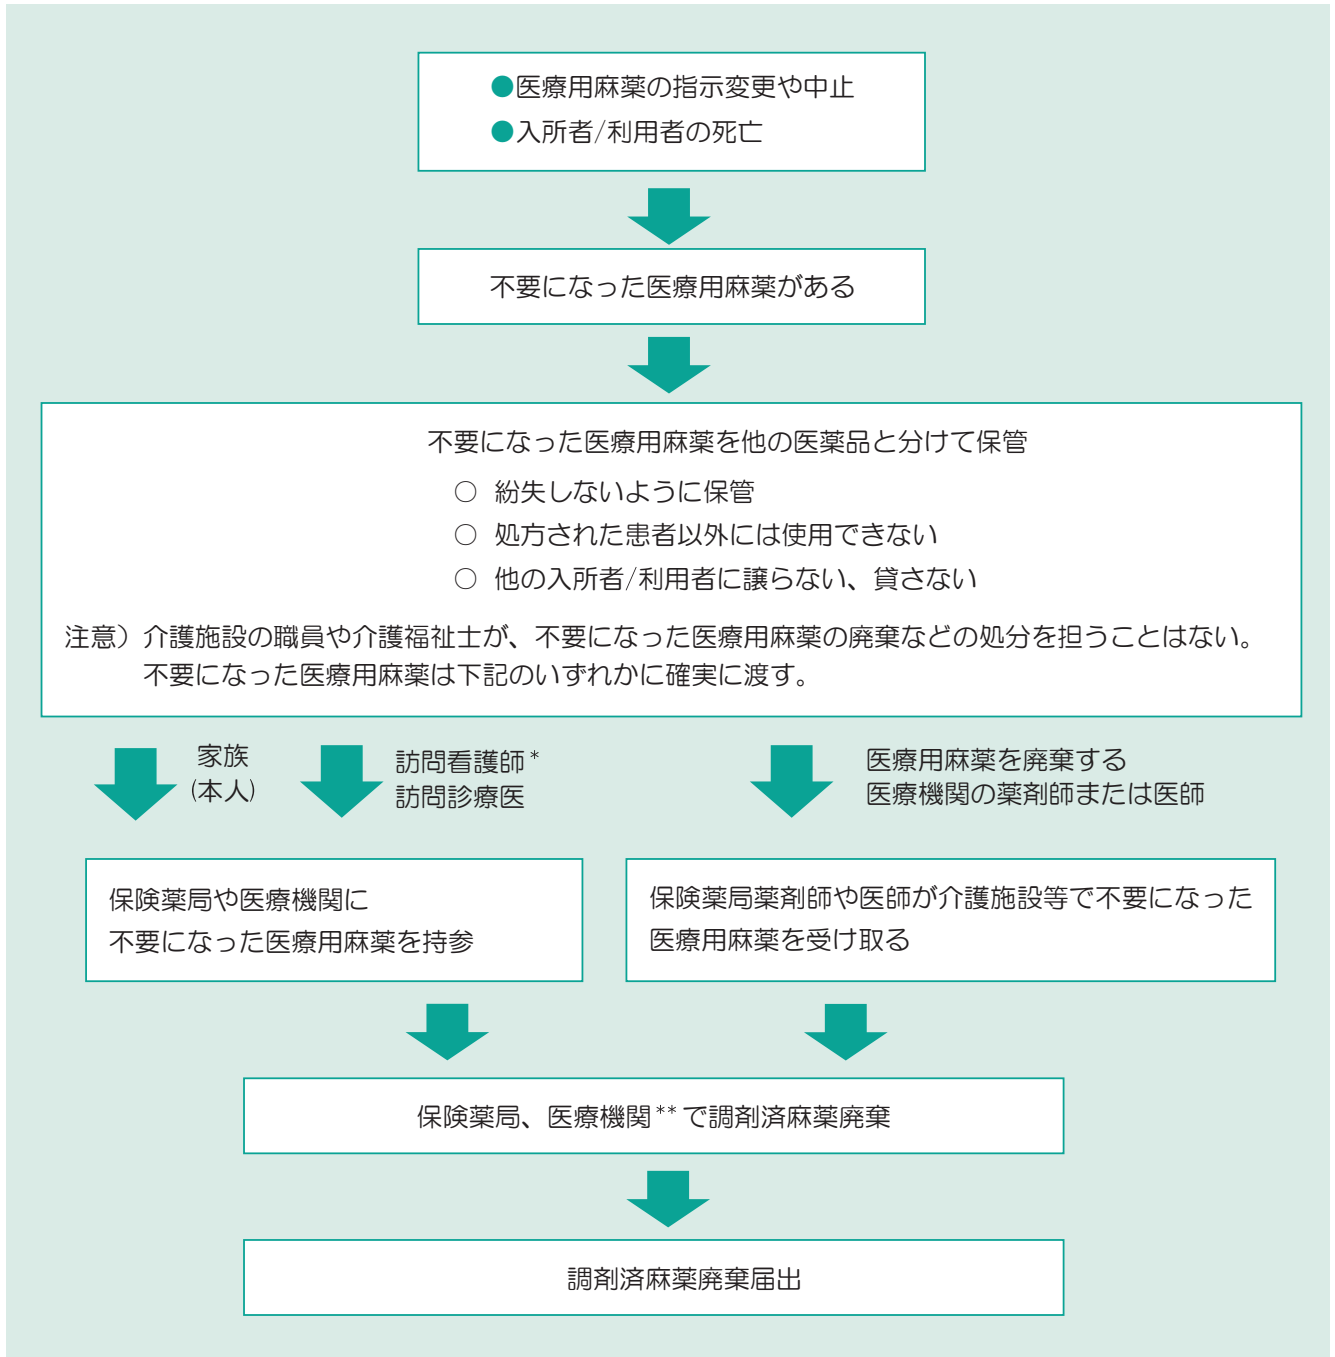 ●医療用麻薬の指示変更や中止
●入所者/利用者の死亡
不要になった医療用麻薬がある
不要になった医療用麻薬を他の医薬品と分けて保管
○ 紛失しないように保管
○ 処方された患者以外には使用できない
○ 他の入所者/利用者に譲らない、貸さない
注意）介護施設の職員や介護福祉士が、不要になった医療用麻薬の廃棄などの処分を担うことはない。
不要になった医療用麻薬は下記のいずれかに確実に渡す。
家族
(本人)
訪問看護師*
訪問診療医
医療用麻薬を廃棄する
医療機関の薬剤師または医師
保険薬局や医療機関に
不要になった医療用麻薬を持参
保険薬局薬剤師や医師が介護施設等で不要になった
医療用麻薬を受け取る
保険薬局、医療機関**で調剤済麻薬廃棄
調剤済麻薬廃棄届出